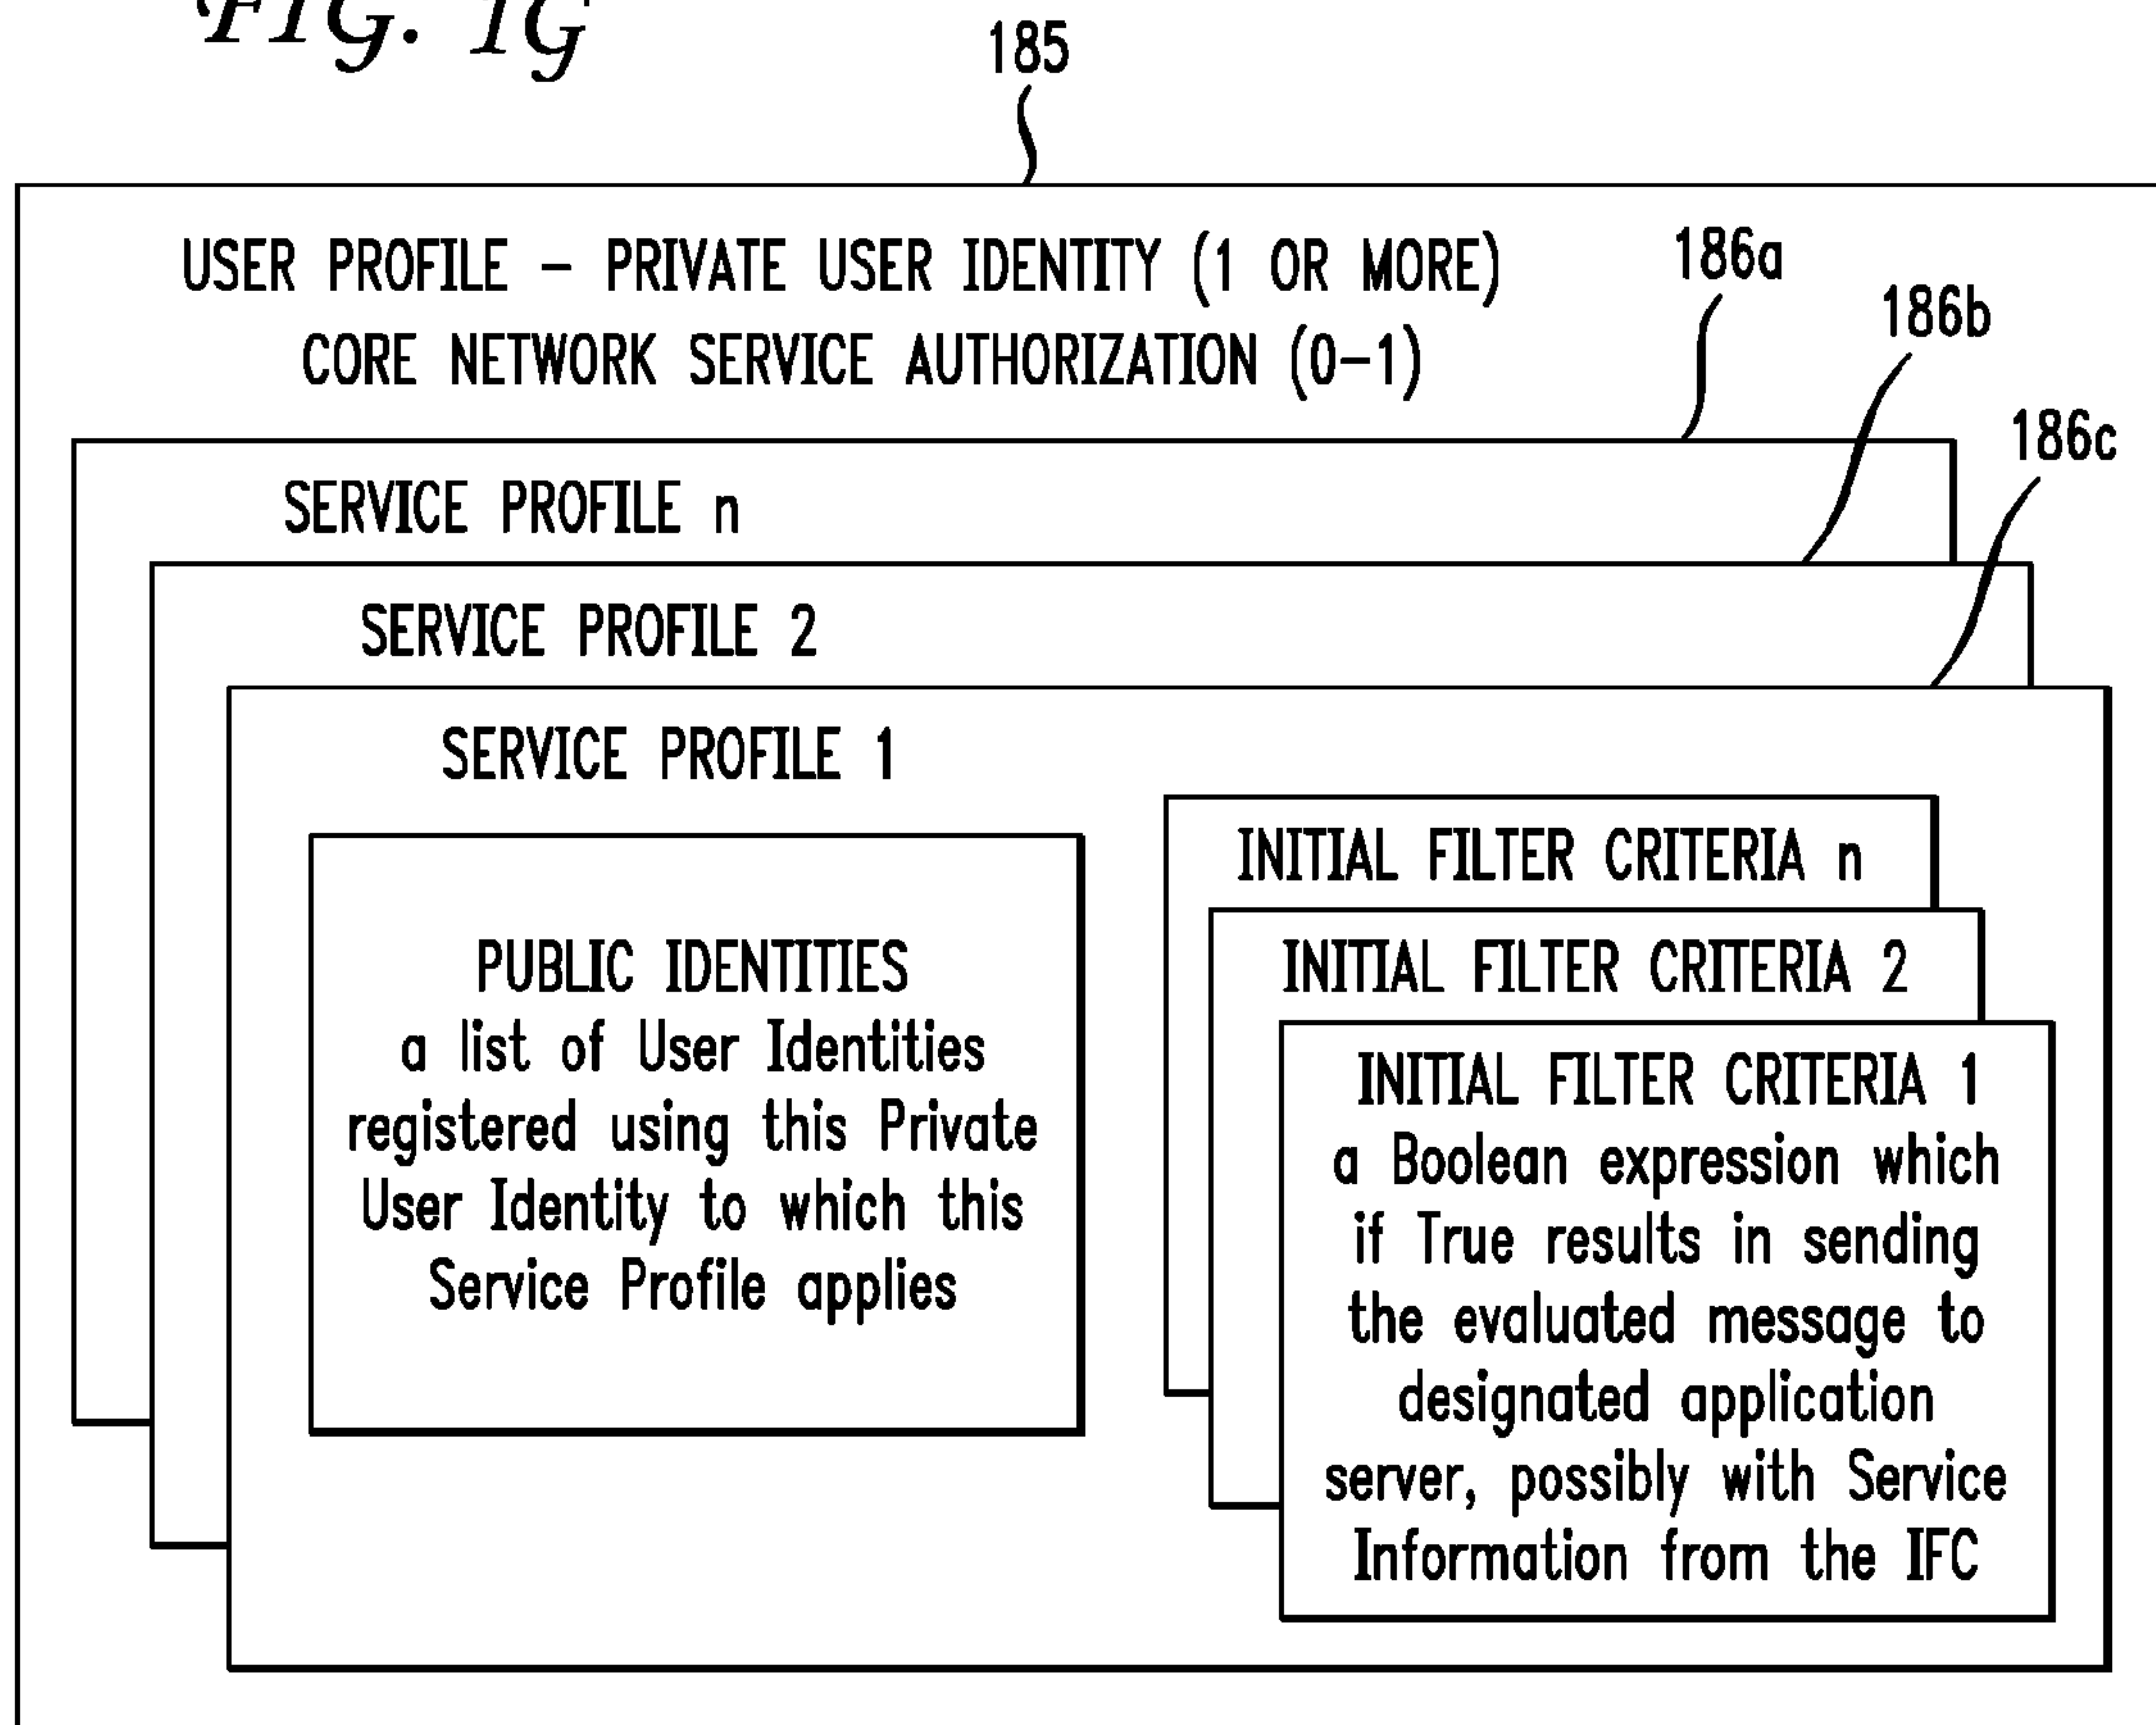 FIG. 1G
185
USER PROFILE – PRIVATE USER IDENTITY (1 OR MORE)
186a
CORE NETWORK SERVICE AUTHORIZATION (0–1)
186b
186c
SERVICE PROFILE n
SERVICE PROFILE 2
SERVICE PROFILE 1
PUBLIC IDENTITIES
a list of User Identities
registered using this Private
User Identity to which this
Service Profile applies
INITIAL FILTER CRITERIA n
INITIAL FILTER CRITERIA 2
INITIAL FILTER CRITERIA 1
a Boolean expression which
if True results in sending
the evaluated message to
designated application
server, possibly with Service
Information from the IFC